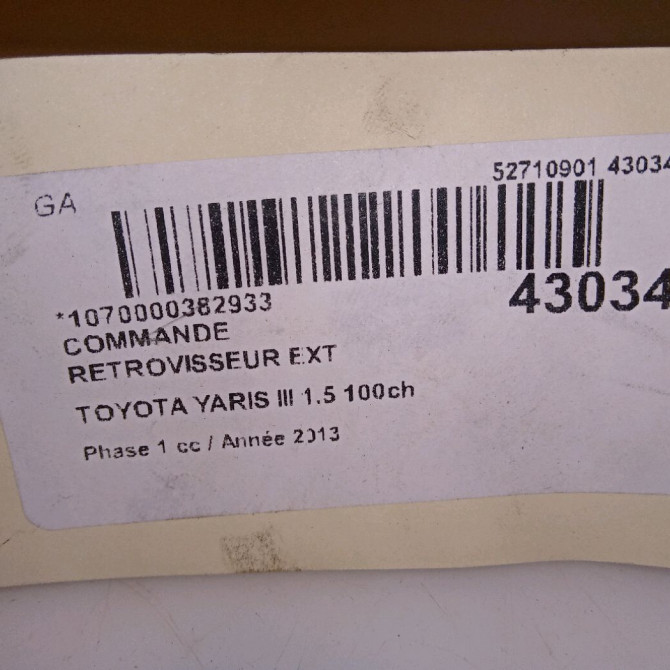 52710901 43034
GA
*1070000382933
43034
COMMANDE
RETROVISSEUR EXT
TOYOTA YARIS III 1.5 100ch
Phase 1 cc / Année 2013